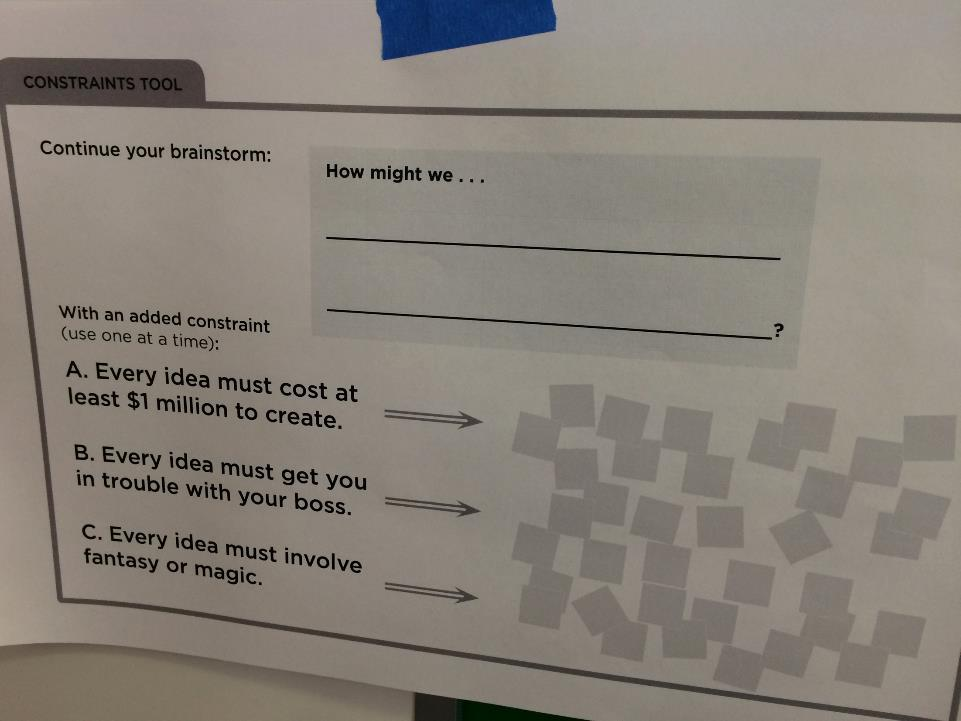 CONSTRAINTS TOOL
Continue your brainstorm:
How might we . . .
?
With an added constraint
(use one at a time):
A. Every idea must cost at
least $1 million to create.
B. Every idea must get you
in trouble with your boss.
C. Every idea must involve
fantasy or magic.